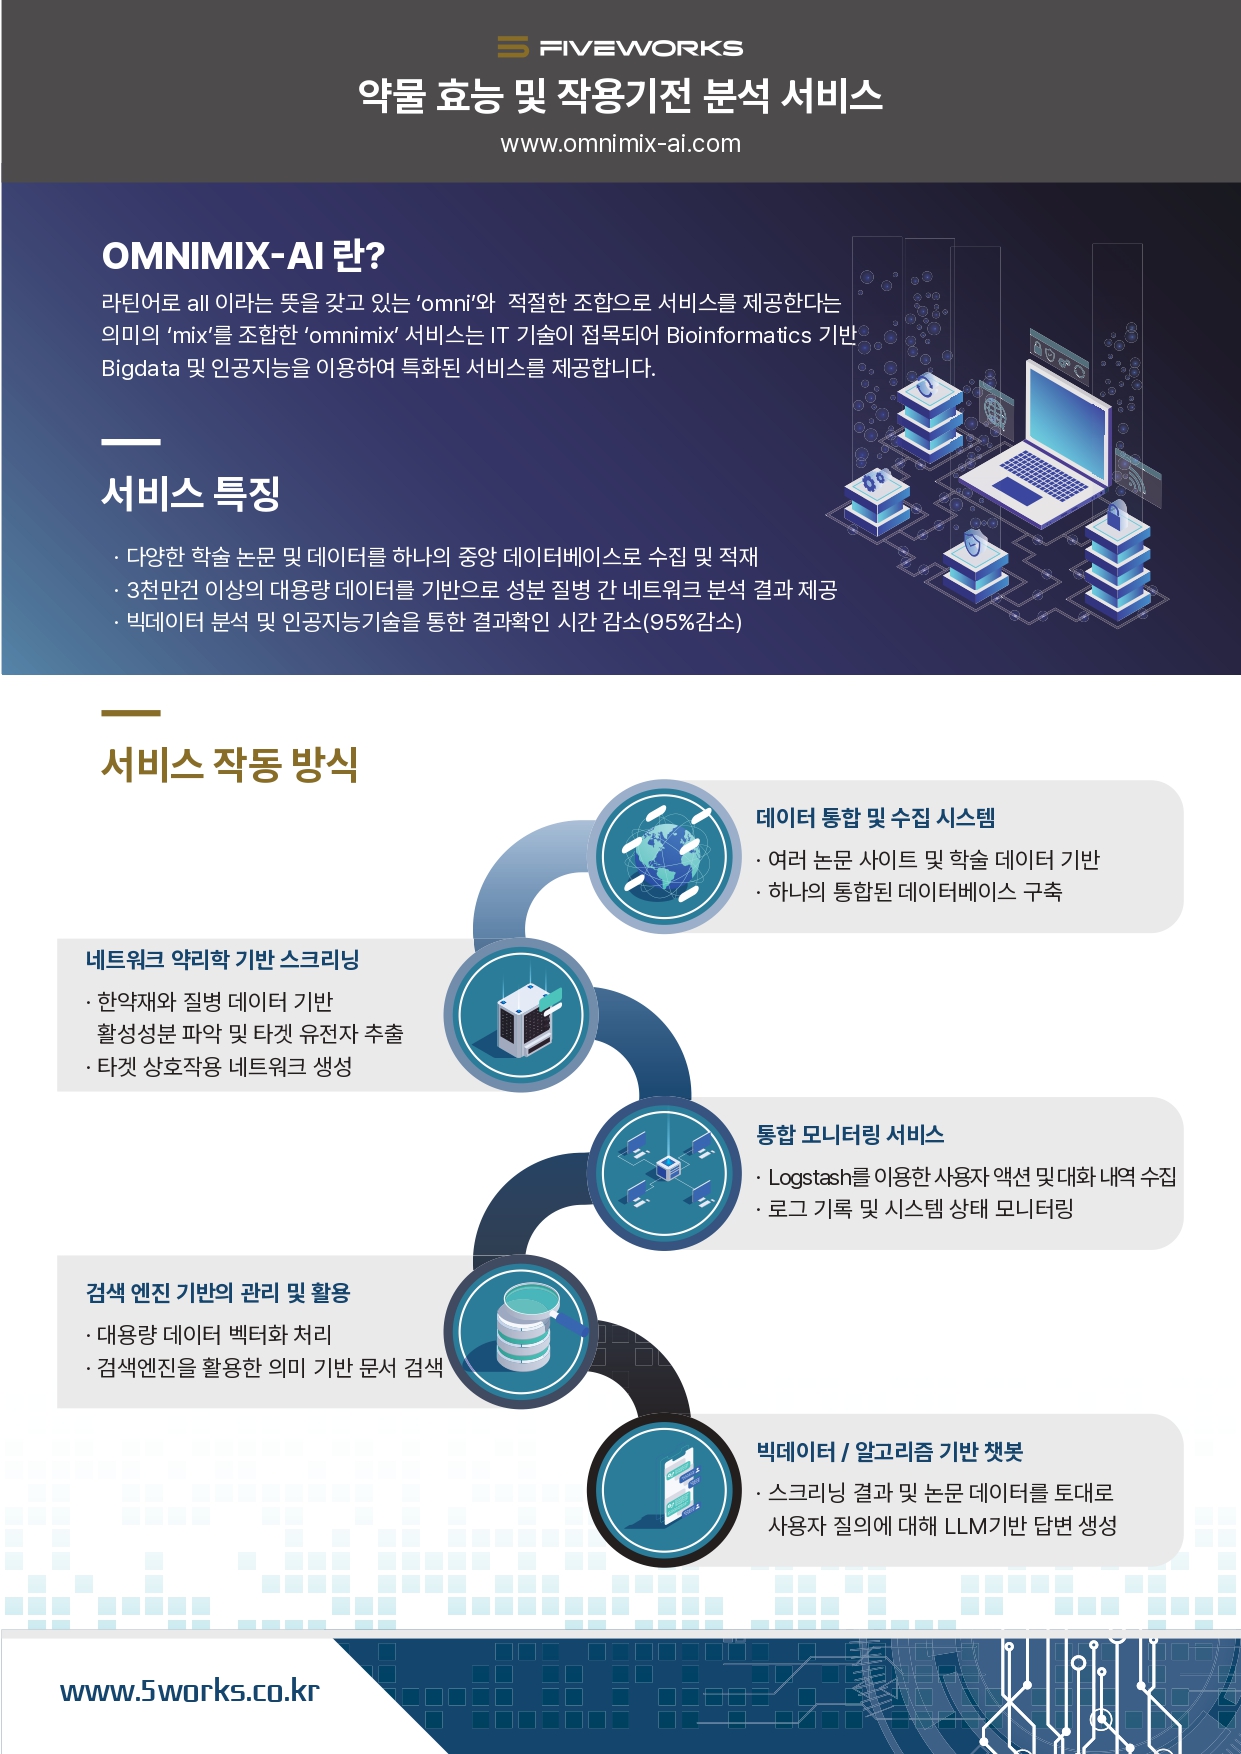 FIVEWORKS
약물 효능 및 작용기전 분석 서비스
www.omnimix-ai.com
OMNIMIX-AI 란?
라틴어로 all 이라는 뜻을 갖고 있는 ‘omni’와 적절한 조합으로 서비스를 제공한다는
의미의 ‘mix’를 조합한 ‘omnimix’ 서비스는 IT 기술이 접목되어 Bioinformatics 기반
Bigdata 및 인공지능을 이용하여 특화된 서비스를 제공합니다.
서비스 특징
· 다양한 학술 논문 및 데이터를 하나의 중앙 데이터베이스로 수집 및 적재
· 3천만건 이상의 대용량 데이터를 기반으로 성분 질병 간 네트워크 분석 결과 제공
· 빅데이터 분석 및 인공지능기술을 통한 결과확인 시간 감소(95%감소)
서비스 작동 방식
데이터 통합 및 수집 시스템
· 여러 논문 사이트 및 학술 데이터 기반
· 하나의 통합된 데이터베이스 구축
네트워크 약리학 기반 스크리닝
· 한약재와 질병 데이터 기반
활성성분 파악 및 타겟 유전자 추출
· 타겟 상호작용 네트워크 생성
통합 모니터링 서비스
· Logstash를 이용한 사용자 액션 및 대화 내역 수집
· 로그 기록 및 시스템 상태 모니터링
검색 엔진 기반의 관리 및 활용
· 대용량 데이터 벡터화 처리
· 검색엔진을 활용한 의미 기반 문서 검색
빅데이터 / 알고리즘 기반 챗봇
· 스크리닝 결과 및 논문 데이터를 토대로
사용자 질의에 대해 LLM기반 답변 생성
www.5works.co.kr